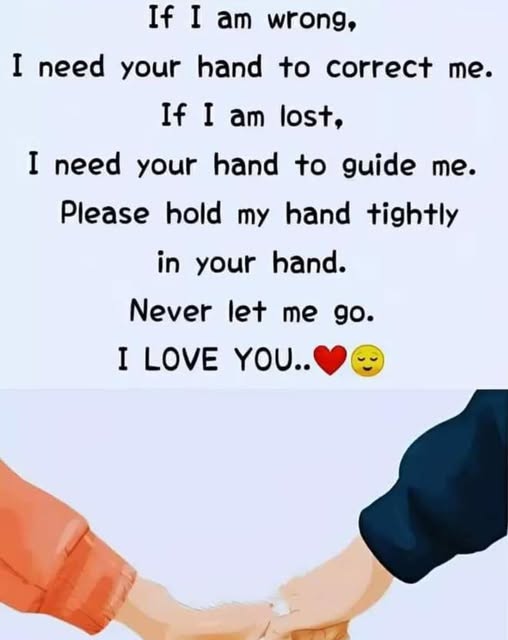 If I am wrong,
I need your hand to correct me.
If I am lost,
I need your hand to guide me.
Please hold my hand tightly
in your hand.
Never let me go.
I LOVE YOU..❤️😌